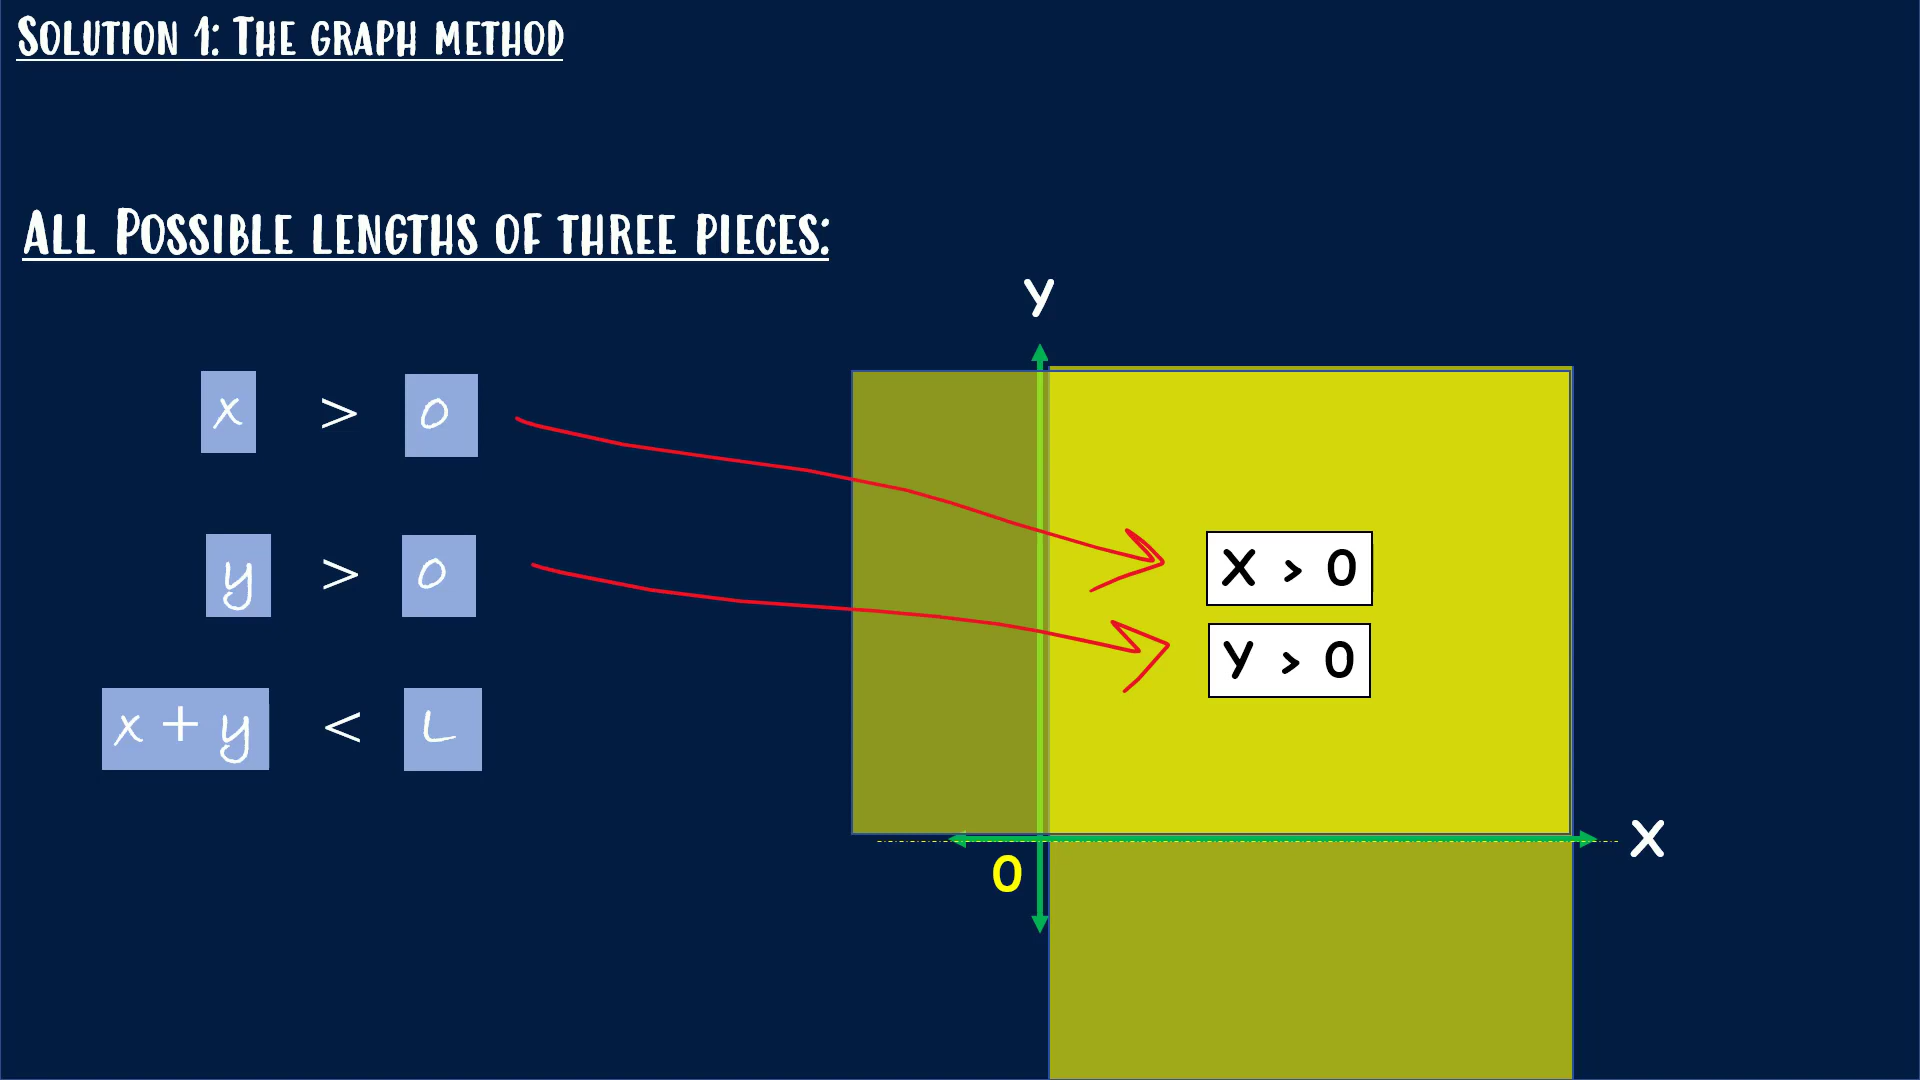 Solution 1: The graph method
All Possible lengths of three pieces:
y
x > 0
y > 0
x + y < L
X > 0
y > 0
X
0